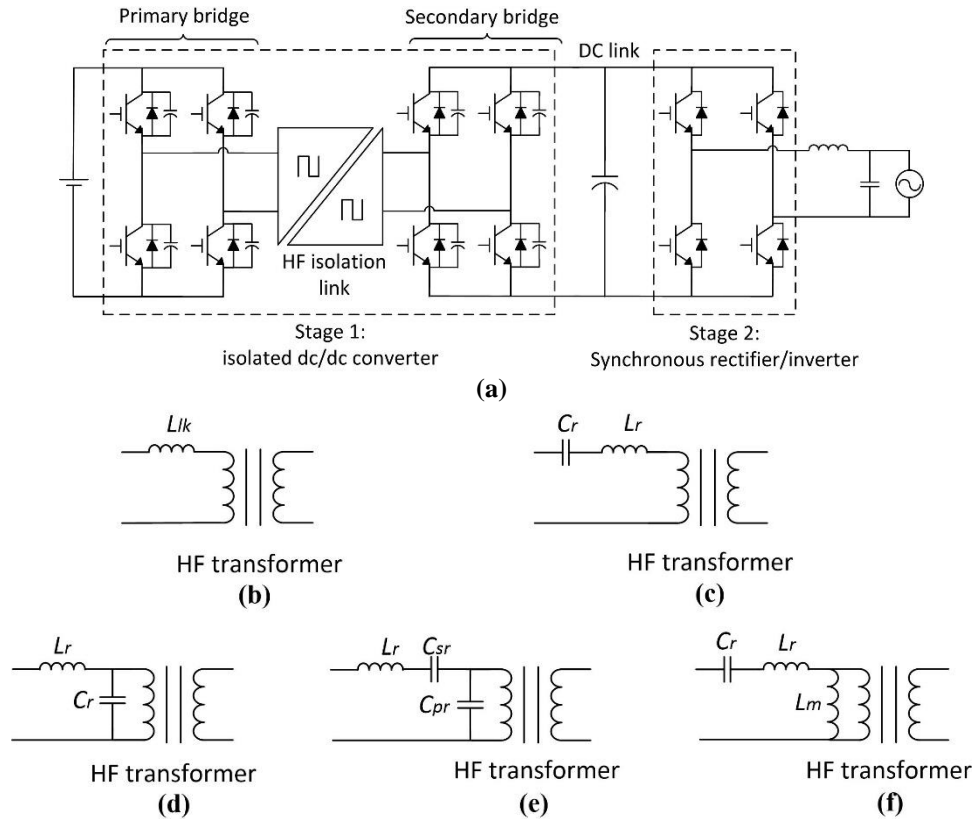 Primary bridge
Secondary bridge
DC link
HF isolation
link
Stage 1:
isolated dc/dc converter
Stage 2:
Synchronous rectifier/inverter
(a)
Llk
HF transformer
(b)
Cr
Lr
HF transformer
(c)
Lr
Cr
HF transformer
(d)
Lr
Csr
Cpr
HF transformer
(e)
Cr
Lr
Lm
HF transformer
(f)